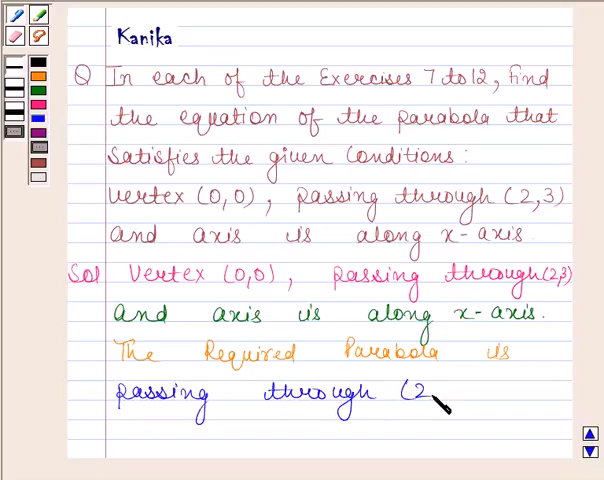 Kanika
Q In each of the Exercises 7 to 12, find
the equation of the parabola that
satisfies the given conditions:
vertex (0,0), passing through (2,3)
and axis is along x-axis.
Sol Vertex (0,0), passing through (2,3)
and axis is along x-axis.
The Required Parabola is
passing through (2